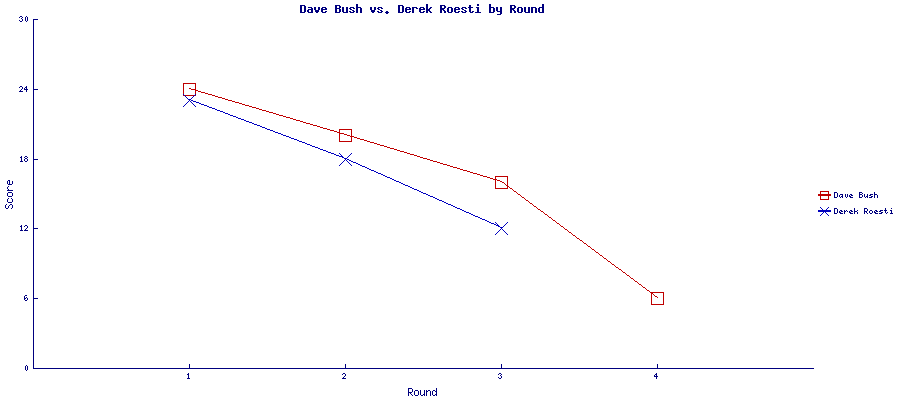 Dave Bush vs. Derek Roesti by Round
30
24
18
12
6
0
Score
1 2 3 4
Round
Dave Bush
Derek Roesti